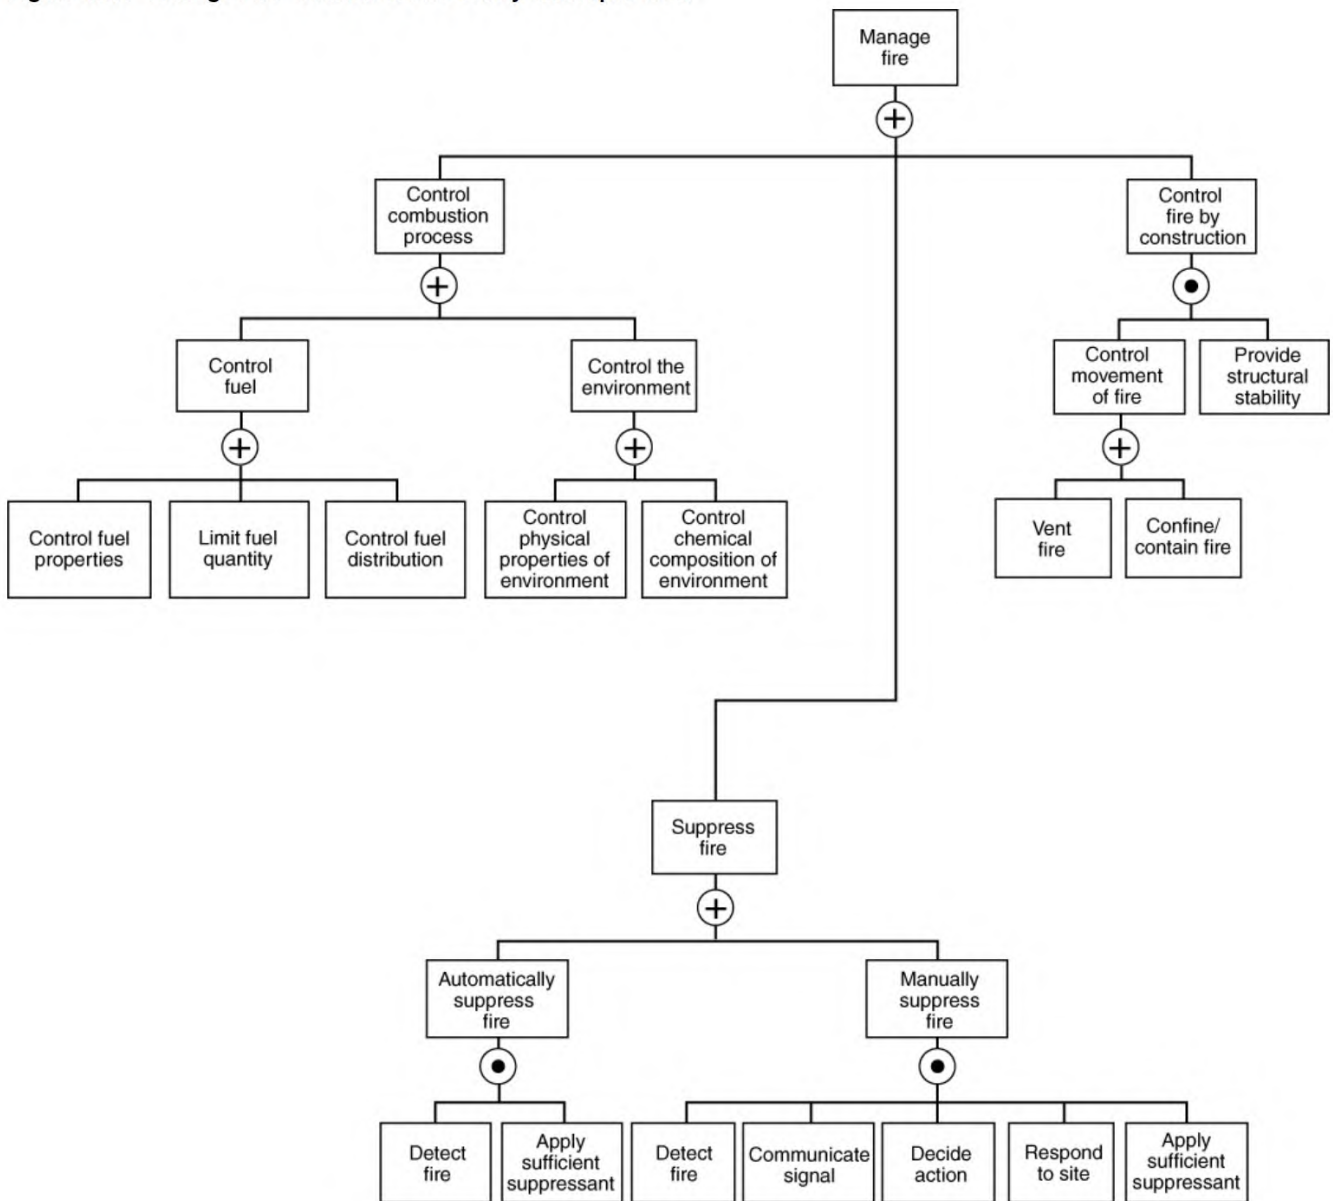 Manage
fire
Control
combustion
process
Control
fire by
construction
Control
fuel
Control the
environment
Control
movement
of fire
Provide
structural
stability
Control fuel
properties
Limit fuel
quantity
Control fuel
distribution
Control
physical
properties of
environment
Control
chemical
composition of
environment
Vent
fire
Confine/
contain fire
Suppress
fire
Automatically
suppress
fire
Manually
suppress
fire
Detect
fire
Apply
sufficient
suppressant
Detect
fire
Communicate
signal
Decide
action
Respond
to site
Apply
sufficient
suppressant